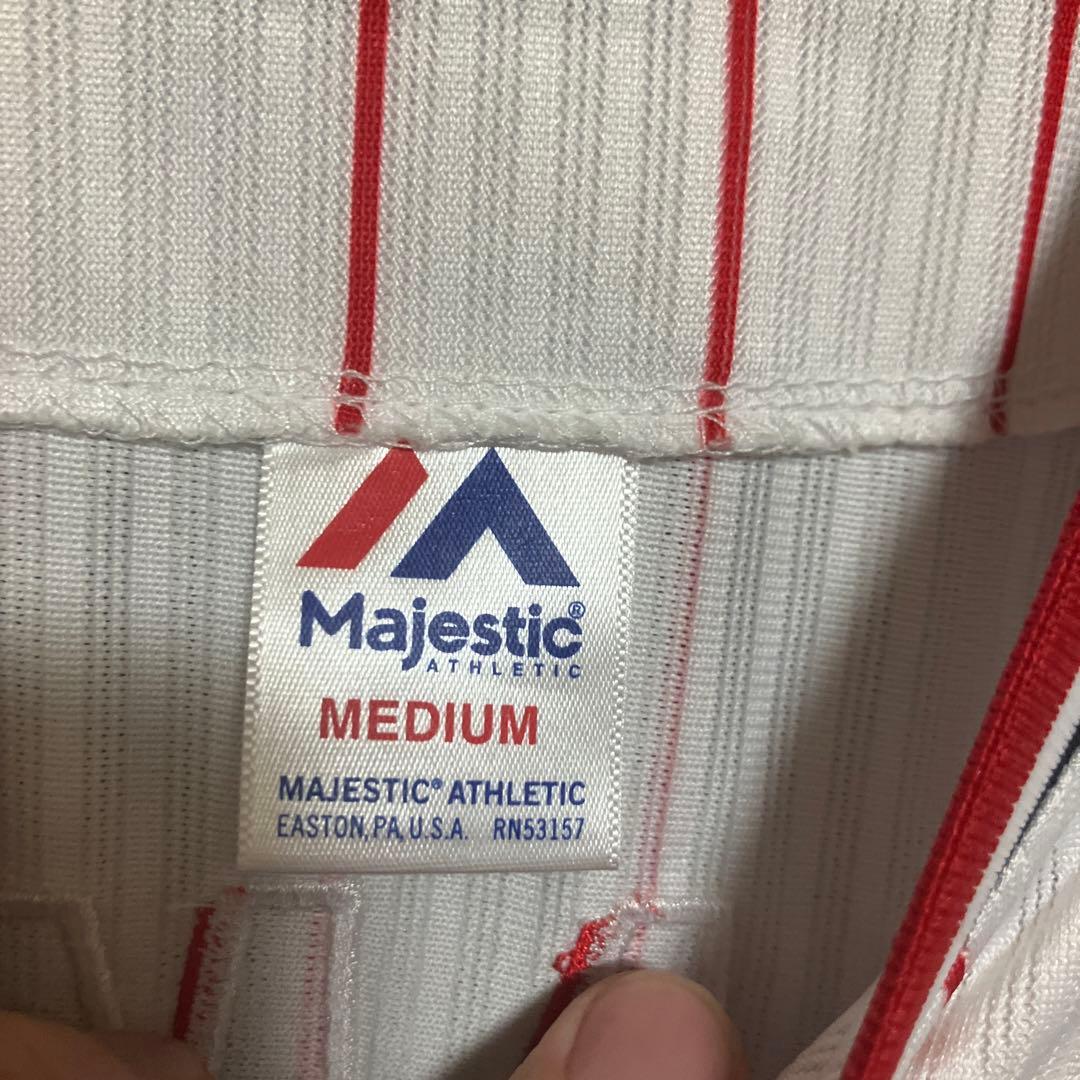 Majestic®
ATHLETIC
MEDIUM
MAJESTIC® ATHLETIC
EASTON, PA, U.S.A. RN53157